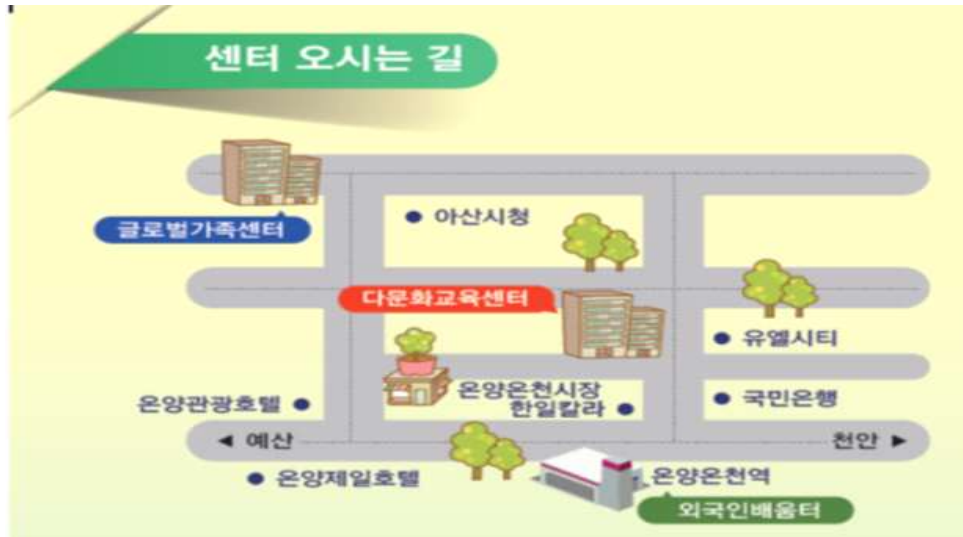 센터 오시는 길
글로벌가족센터
아산시청
다문화교육센터
유엘시티
온양온천시장
한일칼라
온양관광호텔
국민은행
◀ 예산
천안 ▶
온양제일호텔
온양온천역
외국인배움터